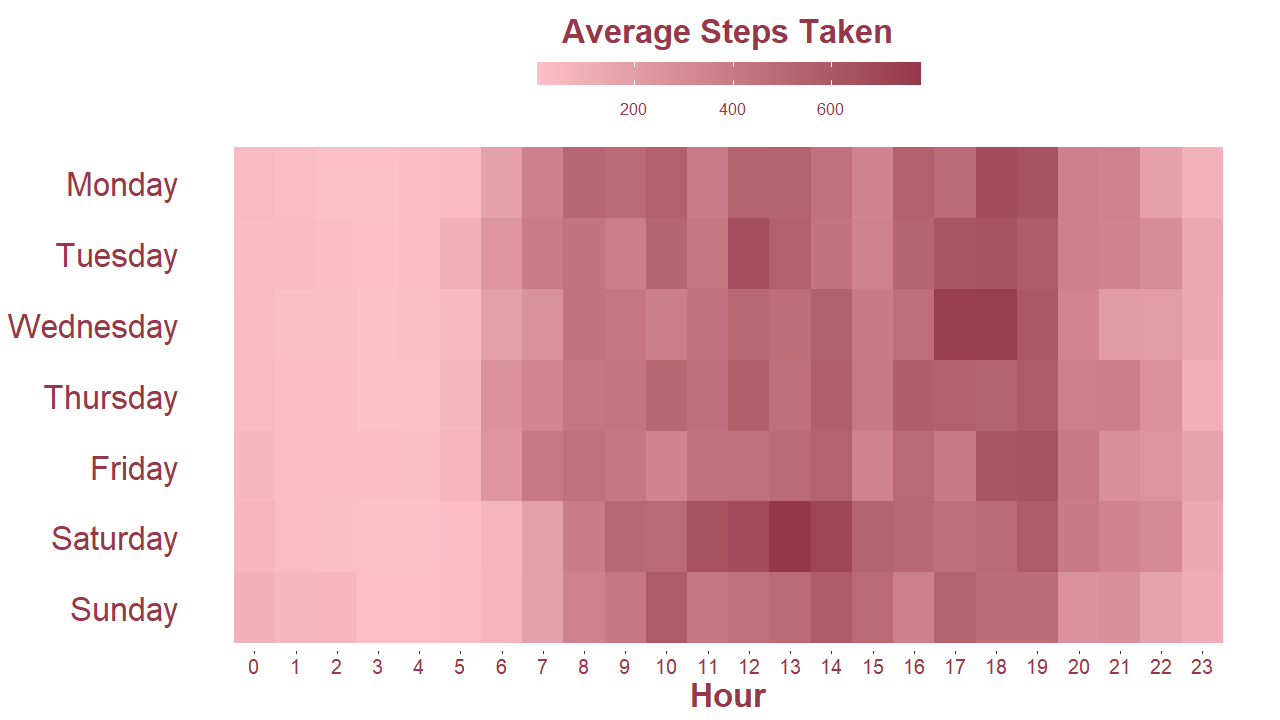 Average Steps Taken
200 400 600
Monday
Tuesday
Wednesday
Thursday
Friday
Saturday
Sunday
0 1 2 3 4 5 6 7 8 9 10 11 12 13 14 15 16 17 18 19 20 21 22 23
Hour